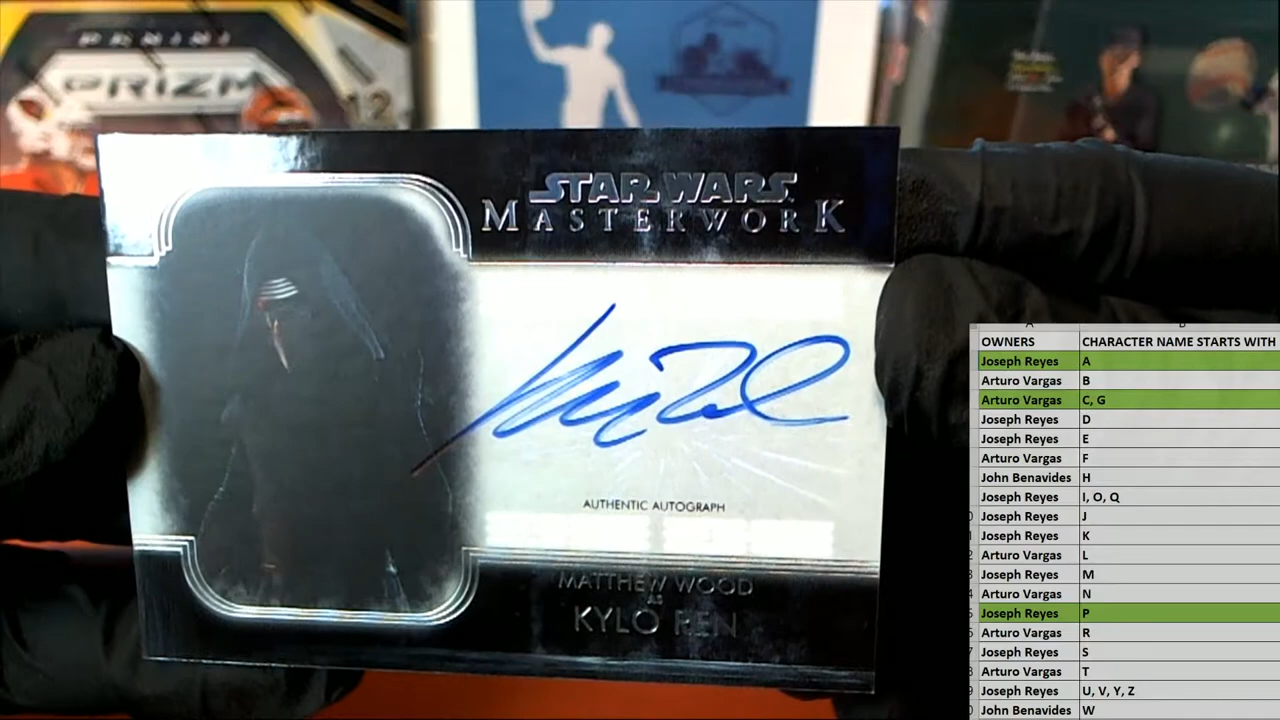 PANINI
PRIZM
12
STAR WARS
MASTERWORK
AUTHENTIC AUTOGRAPH
MATTHEW WOOD
AS
KYLO REN
A B
OWNERS CHARACTER NAME STARTS WITH
Joseph Reyes A
Arturo Vargas B
Arturo Vargas C, G
Joseph Reyes D
Joseph Reyes E
Arturo Vargas F
John Benavides H
Joseph Reyes I, O, Q
Joseph Reyes J
Joseph Reyes K
Arturo Vargas L
Joseph Reyes M
Arturo Vargas N
Joseph Reyes P
Arturo Vargas R
Joseph Reyes S
Arturo Vargas T
Joseph Reyes U, V, Y, Z
John Benavides W